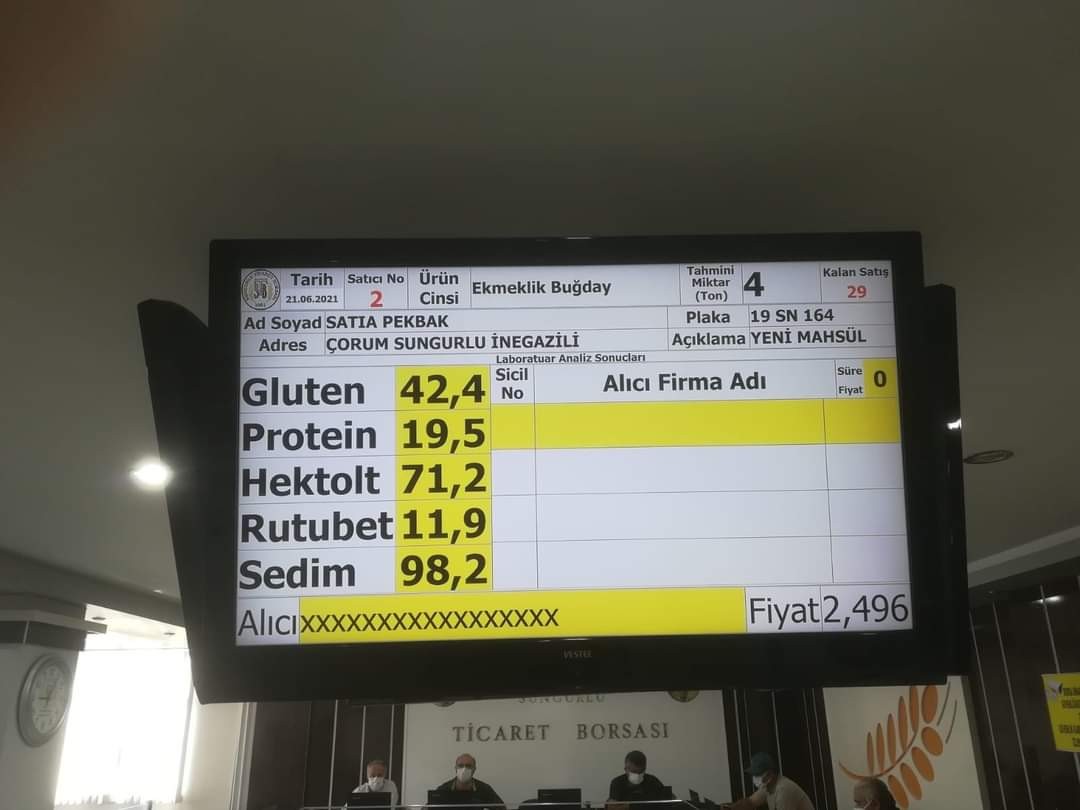 Tarih Satıcı No Ürün Cinsi Ekmeklik Buğday Tahmini Miktar (Ton) 4 Kalan Satış
21.06.2021 2 29
Ad Soyad SATIA PEKBAK Plaka 19 SN 164
Adres ÇORUM SUNGURLU İNEGAZİLİ Açıklama YENİ MAHSÜL
Laboratuar Analiz Sonuçları
Gluten 42,4 Sicil No Alıcı Firma Adı Süre Fiyat 0
Protein 19,5
Hektolt 71,2
Rutubet 11,9
Sedim 98,2
Alıcı XXXXXXXXXXXXXXXXX Fiyat 2,496
VESTEL
SUNGURLU
TİCARET BORSASI